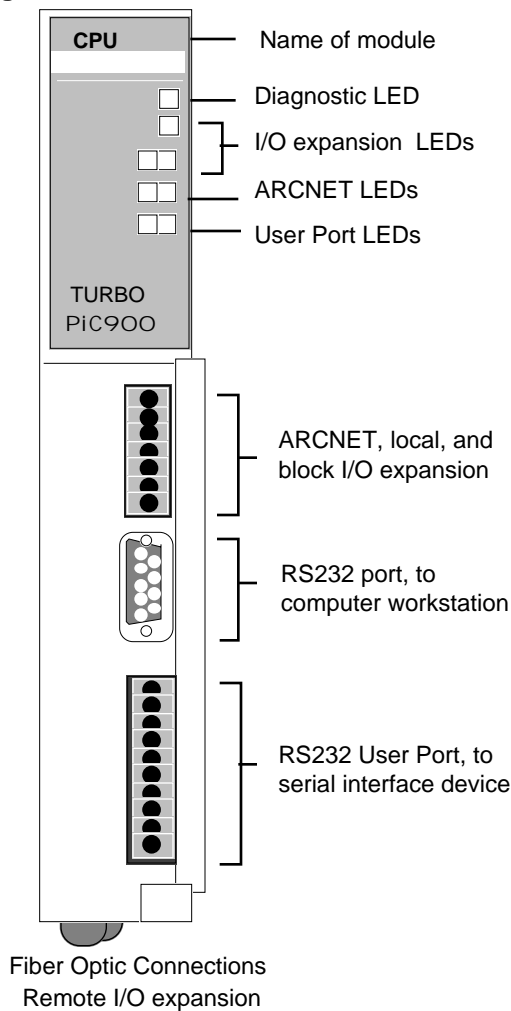 CPU
Name of module
Diagnostic LED
I/O expansion LEDs
ARCNET LEDs
User Port LEDs
TURBO
PiC900
ARCNET, local, and
block I/O expansion
RS232 port, to
computer workstation
RS232 User Port, to
serial interface device
Fiber Optic Connections
Remote I/O expansion